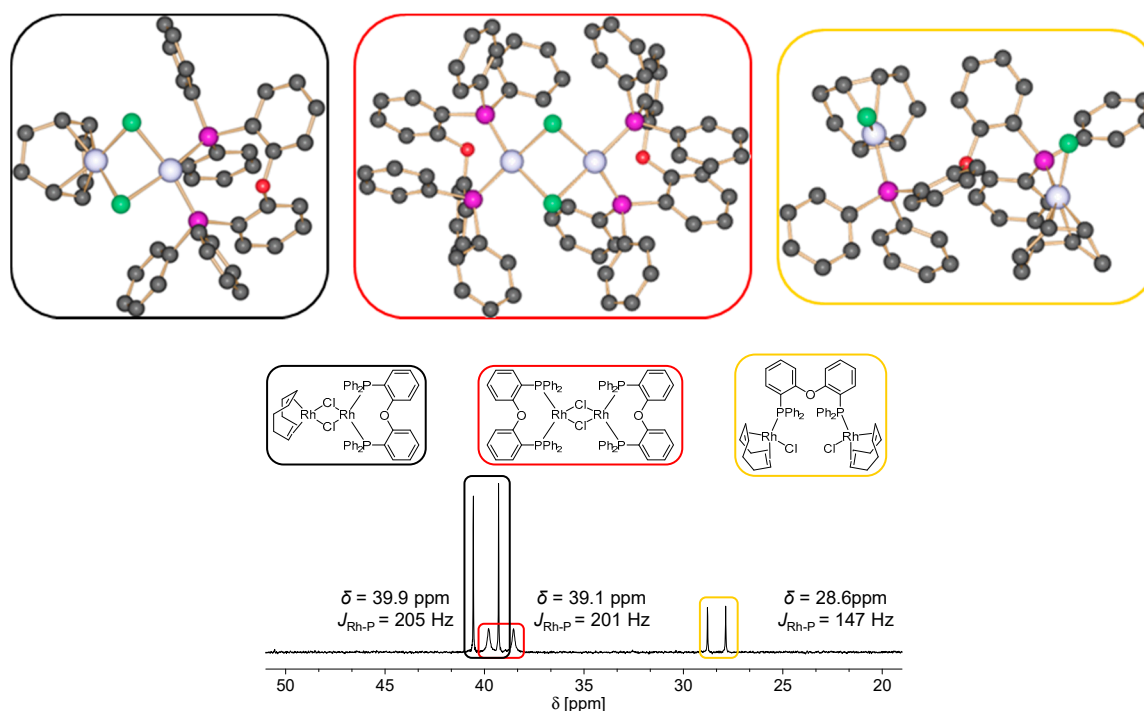 Ph₂P
Cl
Rh
Rh
Cl
O
Ph₂P
Ph₂P
PPh₂
Cl
O
Rh
Rh
O
Cl
Ph₂P
PPh₂
O
PPh₂ Ph₂P
Rh
Rh
Cl
Cl
δ = 39.9 ppm
J_Rh-P = 205 Hz
δ = 39.1 ppm
J_Rh-P = 201 Hz
δ = 28.6ppm
J_Rh-P = 147 Hz
50 45 40 35 30 25 20
δ [ppm]